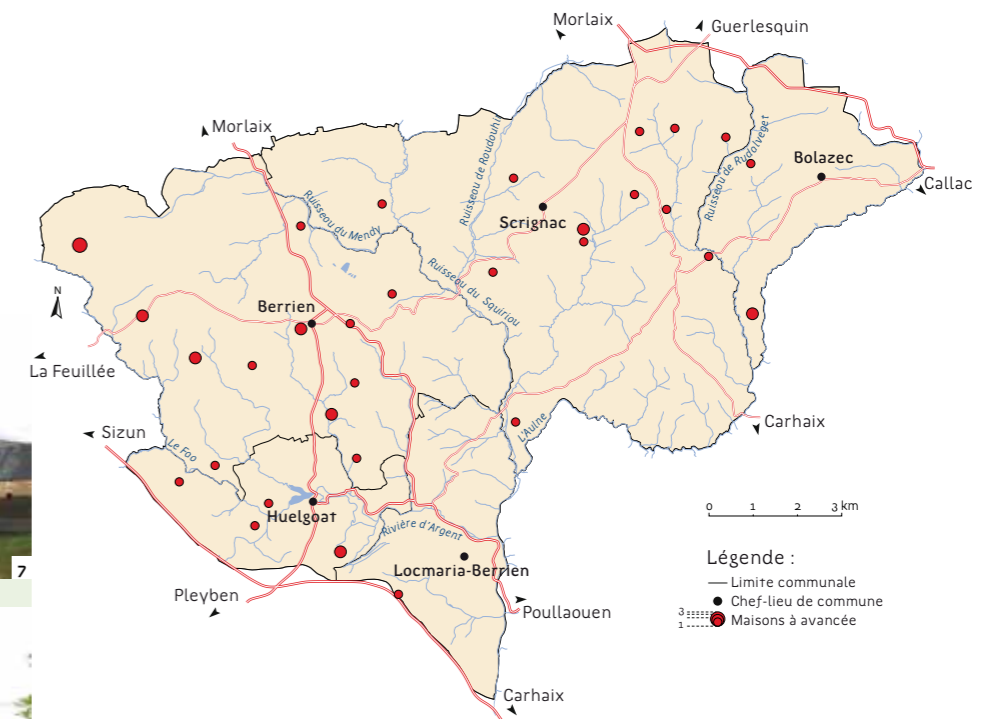 Morlaix
Guerlesquin
Morlaix
Ruisseau de Roudouhir
Ruisseau de Rudolveget
Bolazec
Callac
Ruisseau du Mendy
Scrignac
Ruisseau du Squiriou
N
Berrien
La Feuillée
Sizun
Le Foo
L'Aulne
Carhaix
0 1 2 3 km
Huelgoat
Rivière d'Argent
Légende :
7
Locmaria-Berrien
Limite communale
Pleyben
Chef-lieu de commune
Poullaouen
3
1
Maisons à avancée
Carhaix